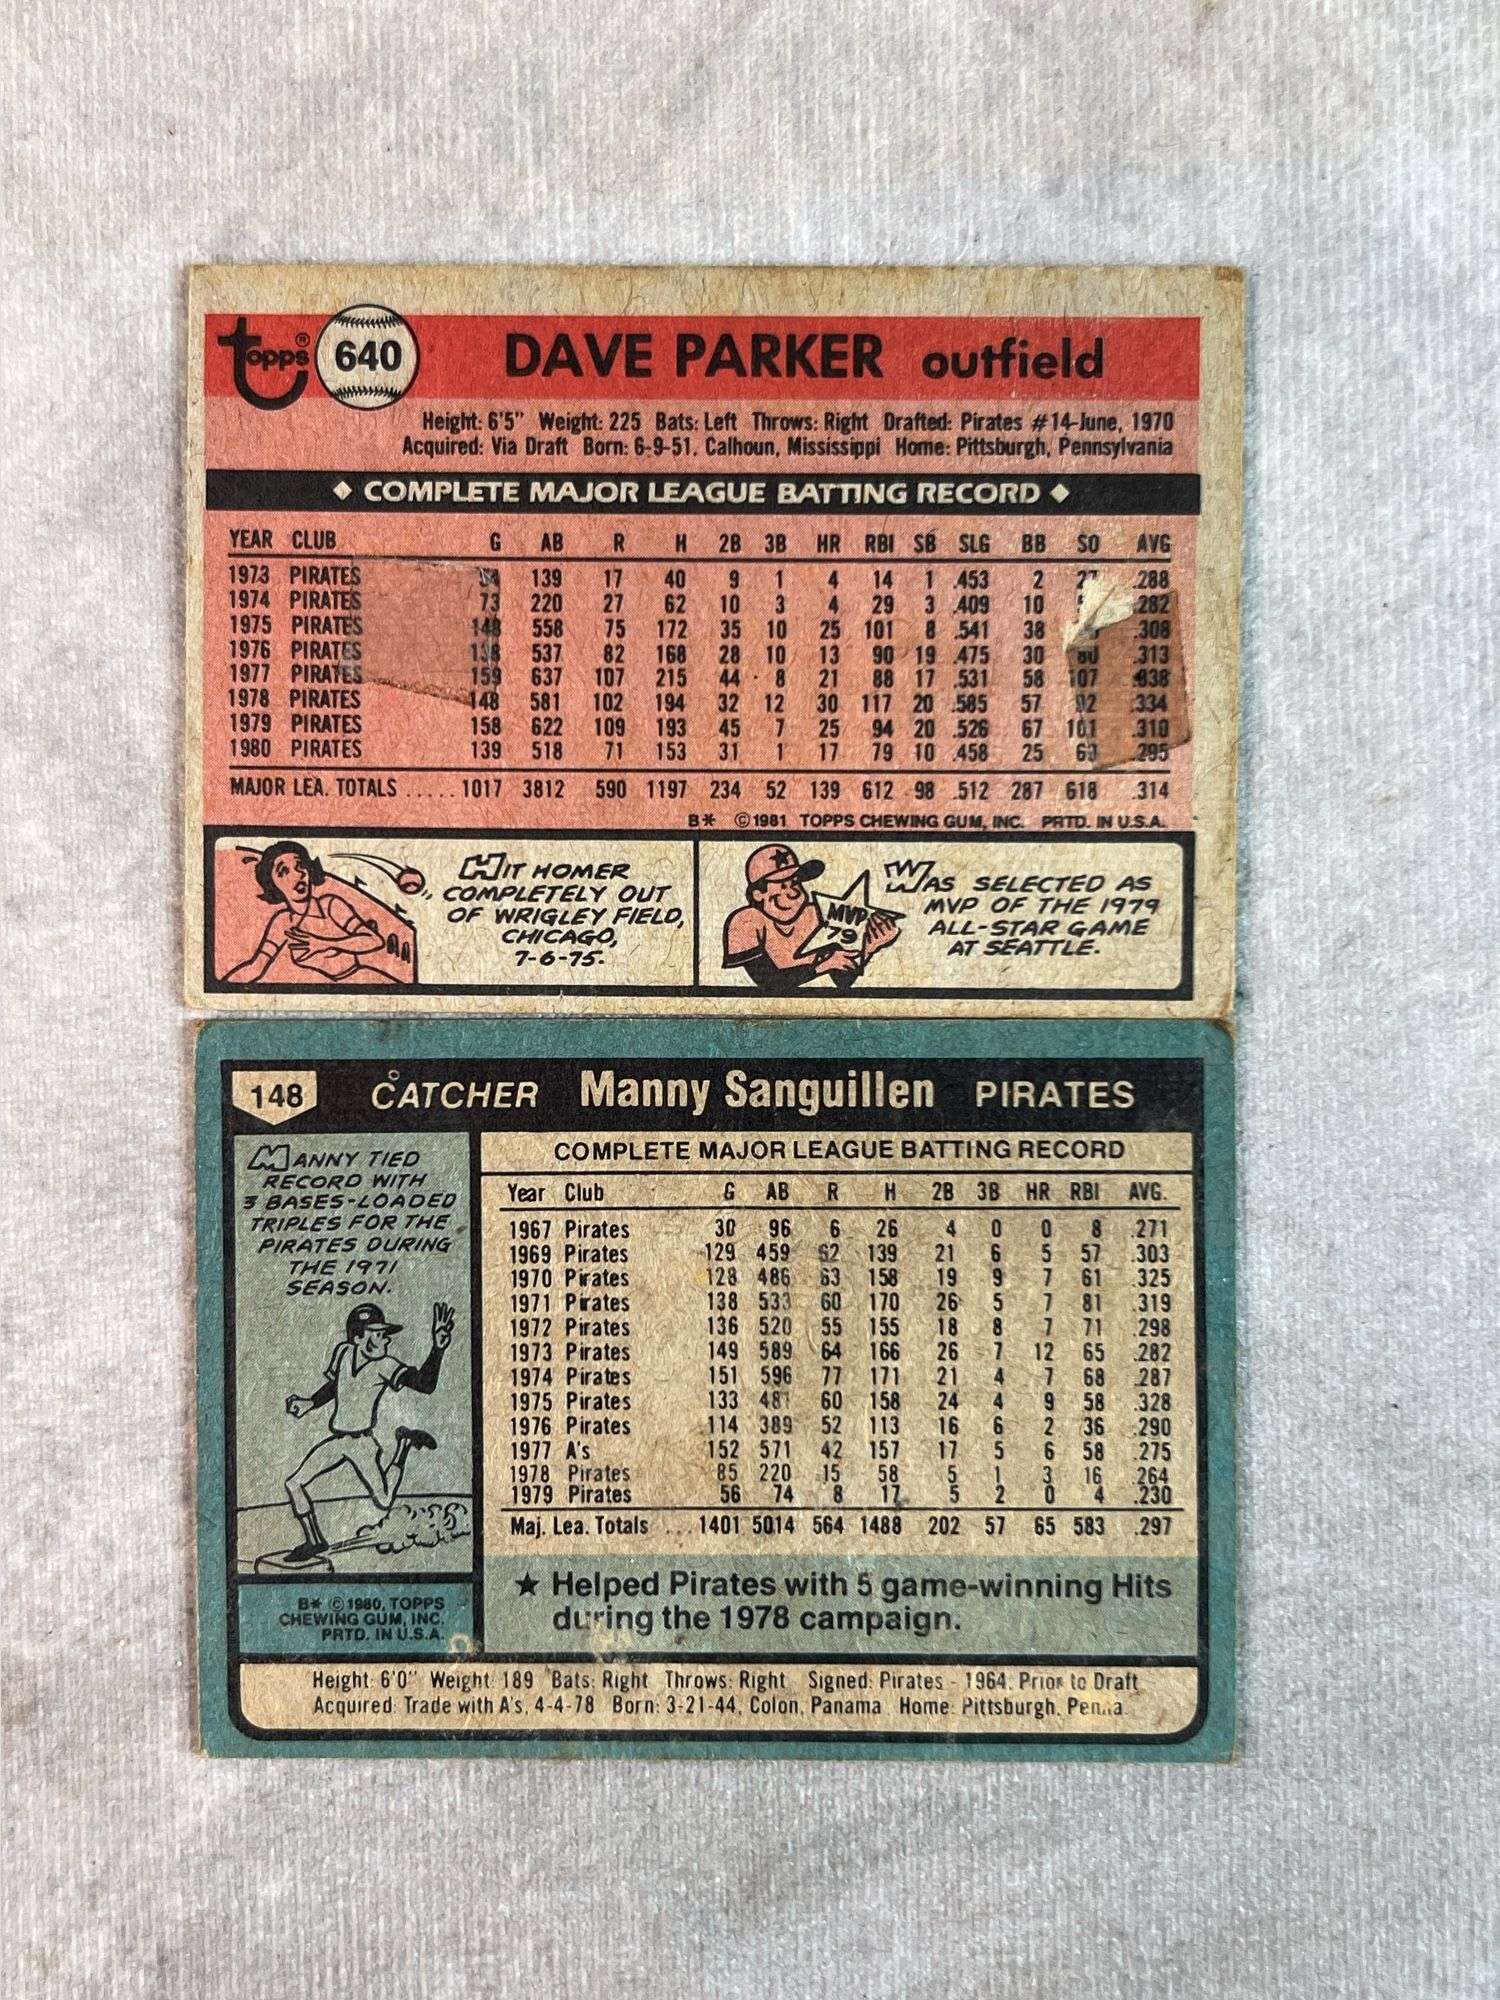 Topps® 640 DAVE PARKER outfield
Height: 6'5" Weight: 225 Bats: Left Throws: Right Drafted: Pirates #14-June, 1970
Acquired: Via Draft Born: 6-9-51, Calhoun, Mississippi Home: Pittsburgh, Pennsylvania
◆ COMPLETE MAJOR LEAGUE BATTING RECORD ◆
YEAR CLUB G AB R H 2B 3B HR RBI SB SLG BB SO AVG
1973 PIRATES 54 139 17 40 9 1 4 14 1 .453 2 27 .288
1974 PIRATES 73 220 27 62 10 3 4 29 3 .409 10 .282
1975 PIRATES 148 558 75 172 35 10 25 101 8 .541 38 .308
1976 PIRATES 138 537 82 168 28 10 13 90 19 .475 30 80 .313
1977 PIRATES 159 637 107 215 44 8 21 88 17 .531 58 107 .338
1978 PIRATES 148 581 102 194 32 12 30 117 20 .585 57 92 .334
1979 PIRATES 158 622 109 193 45 7 25 94 20 .526 67 101 .310
1980 PIRATES 139 518 71 153 31 1 17 79 10 .458 25 69 .295
MAJOR LEA. TOTALS ..... 1017 3812 590 1197 234 52 139 612 98 .512 287 618 .314
B* ©1981 TOPPS CHEWING GUM, INC. PRTD. IN U.S.A.
HIT HOMER
COMPLETELY OUT
OF WRIGLEY FIELD,
CHICAGO,
7-6-75.
MVP
'79
WAS SELECTED AS
MVP OF THE 1979
ALL-STAR GAME
AT SEATTLE.
148 CATCHER Manny Sanguillen PIRATES
MANNY TIED
RECORD WITH
3 BASES-LOADED
TRIPLES FOR THE
PIRATES DURING
THE 1971
SEASON.
B* ©1980, TOPPS
CHEWING GUM, INC.
PRTD. IN U.S.A.
COMPLETE MAJOR LEAGUE BATTING RECORD
Year Club G AB R H 2B 3B HR RBI AVG.
1967 Pirates 30 96 6 26 4 0 0 8 .271
1969 Pirates 129 459 62 139 21 6 5 57 .303
1970 Pirates 128 486 63 158 19 9 7 61 .325
1971 Pirates 138 533 60 170 26 5 7 81 .319
1972 Pirates 136 520 55 155 18 8 7 71 .298
1973 Pirates 149 589 64 166 26 7 12 65 .282
1974 Pirates 151 596 77 171 21 4 7 68 .287
1975 Pirates 133 481 60 158 24 4 9 58 .328
1976 Pirates 114 389 52 113 16 6 2 36 .290
1977 A's 152 571 42 157 17 5 6 58 .275
1978 Pirates 85 220 15 58 5 1 3 16 .264
1979 Pirates 56 74 8 17 5 2 0 4 .230
Maj. Lea. Totals ...1401 5014 564 1488 202 57 65 583 .297
★ Helped Pirates with 5 game-winning Hits
during the 1978 campaign.
Height: 6'0" Weight: 189 Bats: Right Throws: Right Signed: Pirates - 1964, Prior to Draft
Acquired: Trade with A's, 4-4-78 Born: 3-21-44, Colon, Panama Home: Pittsburgh, Penna.